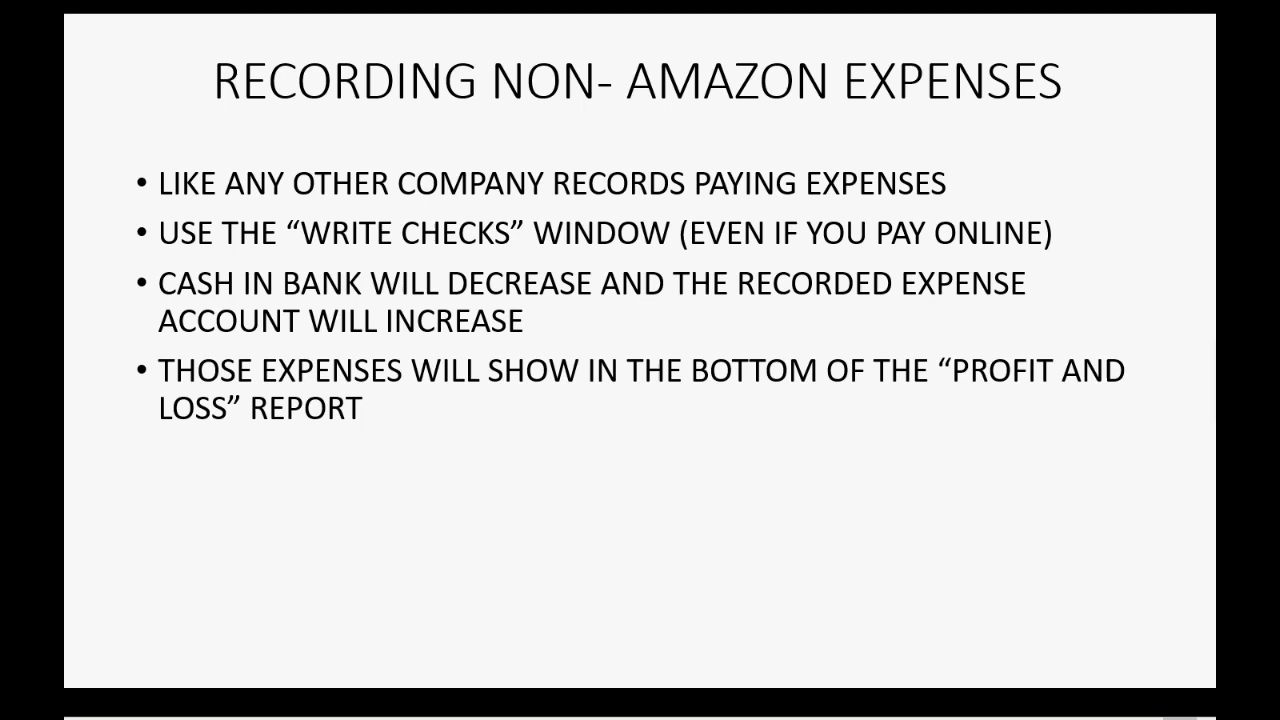 RECORDING NON- AMAZON EXPENSES
• LIKE ANY OTHER COMPANY RECORDS PAYING EXPENSES
• USE THE “WRITE CHECKS” WINDOW (EVEN IF YOU PAY ONLINE)
• CASH IN BANK WILL DECREASE AND THE RECORDED EXPENSE
ACCOUNT WILL INCREASE
• THOSE EXPENSES WILL SHOW IN THE BOTTOM OF THE “PROFIT AND
LOSS” REPORT